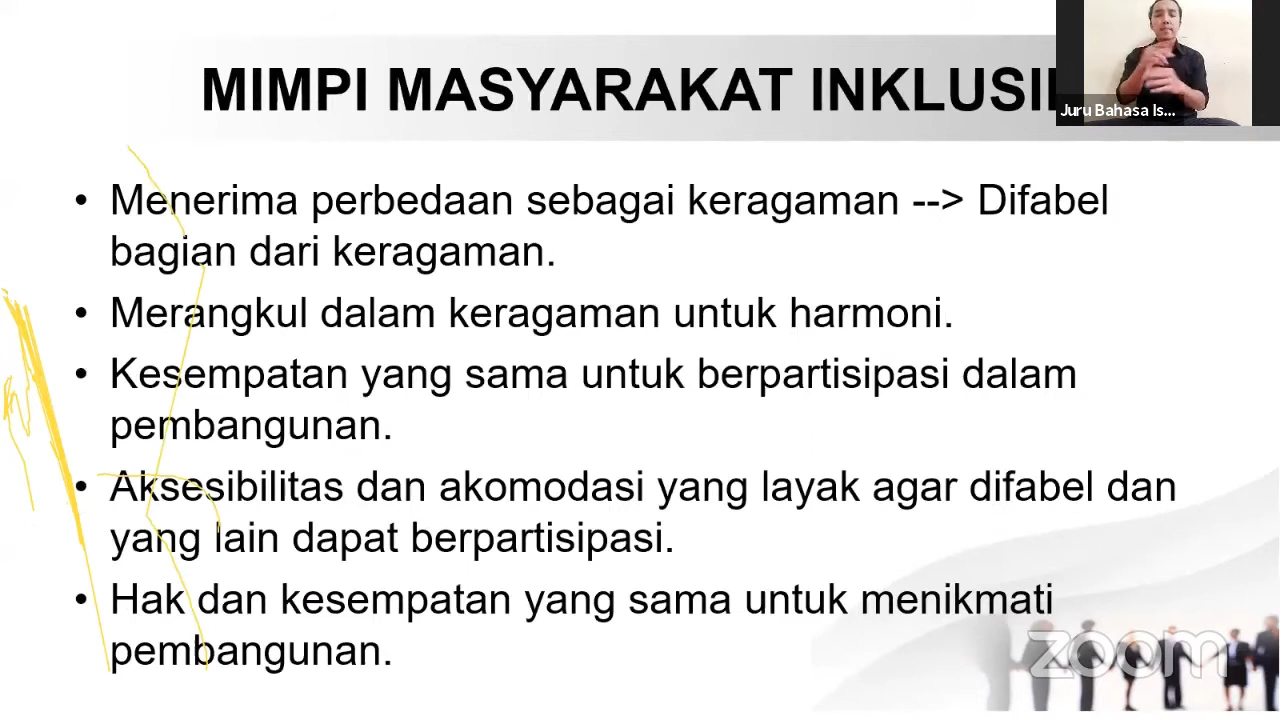 MIMPI MASYARAKAT INKLUSI
Juru Bahasa Is...
• Menerima perbedaan sebagai keragaman --> Difabel
bagian dari keragaman.
• Merangkul dalam keragaman untuk harmoni.
• Kesempatan yang sama untuk berpartisipasi dalam
pembangunan.
• Aksesibilitas dan akomodasi yang layak agar difabel dan
yang lain dapat berpartisipasi.
• Hak dan kesempatan yang sama untuk menikmati
pembangunan.
zoom